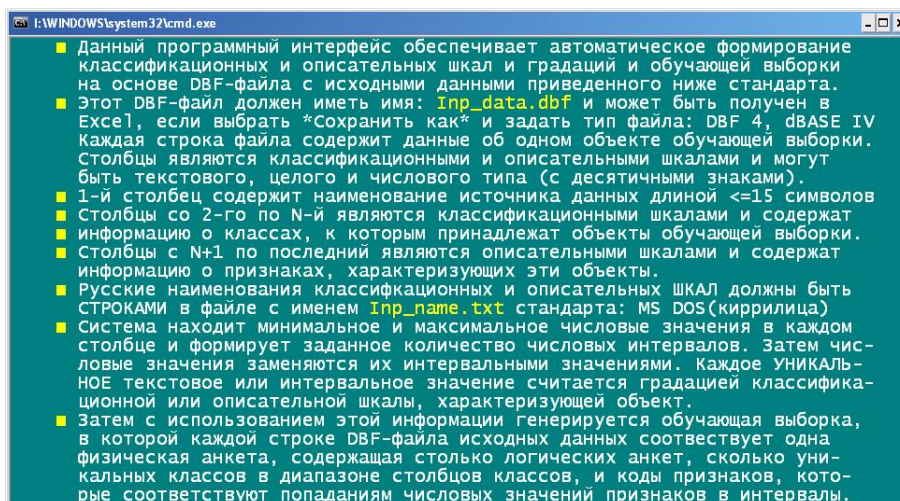 I:\WINDOWS\system32\cmd.exe
Данный программный интерфейс обеспечивает автоматическое формирование
классификационных и описательных шкал и градаций и обучающей выборки
на основе DBF-файла с исходными данными приведенного ниже стандарта.
Этот DBF-файл должен иметь имя: Inp_data.dbf и может быть получен в
Excel, если выбрать *Сохранить как* и задать тип файла: DBF 4, dBASE IV
Каждая строка файла содержит данные об одном объекте обучающей выборки.
Столбцы являются классификационными и описательными шкалами и могут
быть текстового, целого и числового типа (с десятичными знаками).
1-й столбец содержит наименование источника данных длиной <=15 символов
Столбцы со 2-го по N-й являются классификационными шкалами и содержат
информацию о классах, к которым принадлежат объекты обучающей выборки.
Столбцы с N+1 по последний являются описательными шкалами и содержат
информацию о признаках, характеризующих эти объекты.
Русские наименования классифкационных и описательных ШКАЛ должны быть
СТРОКАМИ в файле с именем Inp_name.txt стандарта: MS DOS(киррилица)
Система находит минимальное и максимальное числовые значения в каждом
столбце и формирует заданное количество числовых интервалов. Затем чис-
ловые значения заменяются их интервальными значениями. Каждое УНИКАЛЬ-
НОЕ текстовое или интервальное значение считается градацией классифика-
ционной или описательной шкалы, характеризующей объект.
Затем с использованием этой информации генерируется обучающая выборка,
в которой каждой строке DBF-файла исходных данных соотвествует одна
физическая анкета, содержащая столько логических анкет, сколько уни-
кальных классов в диапазоне столбцов классов, и коды признаков, кото-
рые соответствуют попаданиям числовых значений признаков в интервалы.